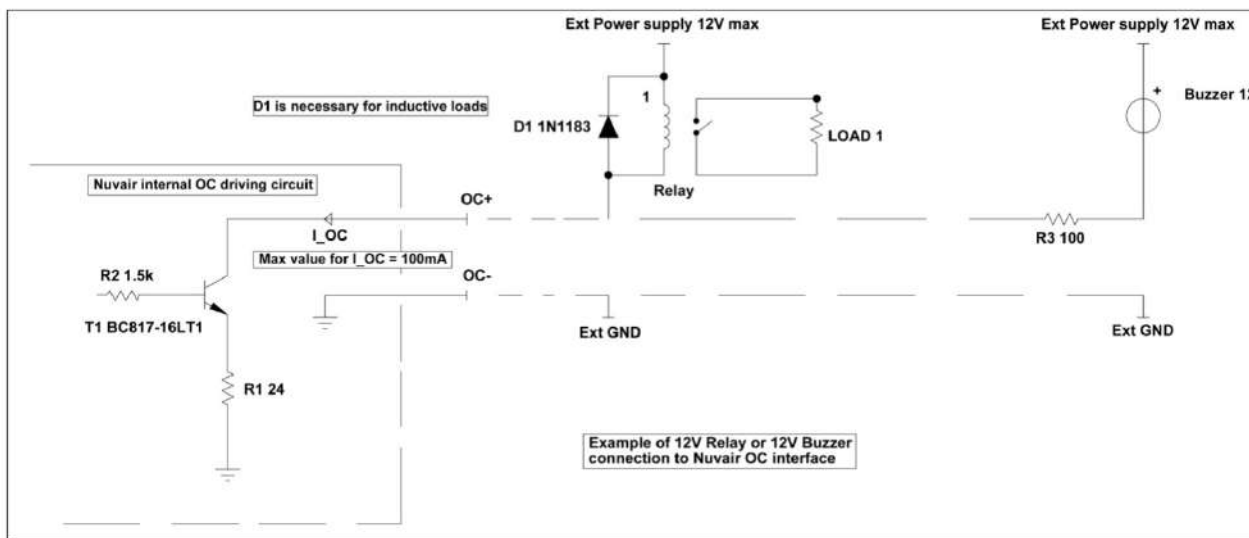 Ext Power supply 12V max
Ext Power supply 12V max
D1 is necessary for inductive loads
1
+
Buzzer 12
D1 1N1183
LOAD 1
Nuvair internal OC driving circuit
Relay
OC+
I_OC
R3 100
Max value for I_OC = 100mA
R2 1.5k
OC-
T1 BC817-16LT1
Ext GND
Ext GND
R1 24
Example of 12V Relay or 12V Buzzer
connection to Nuvair OC interface